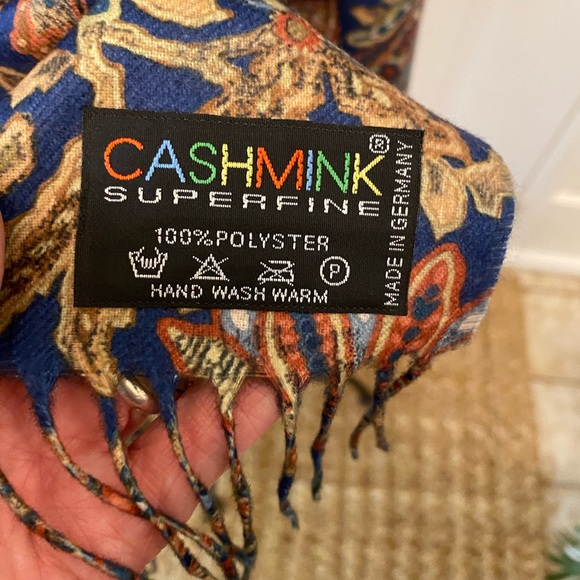 CASHMINK®
SUPERFINE
100%POLYSTER
P
HAND WASH WARM
MADE IN GERMANY